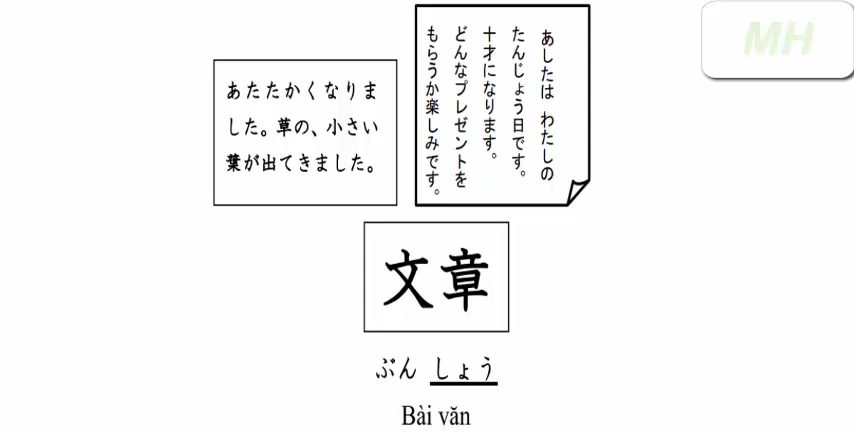 あたたかくなりま
した。草の、小さい
葉が出てきました。
あしたは わたしの
たんじょう日です。
十才になります。
どんなプレゼントを
もらうか楽しみです。
MH
文章
ぶん しょう
Bài văn